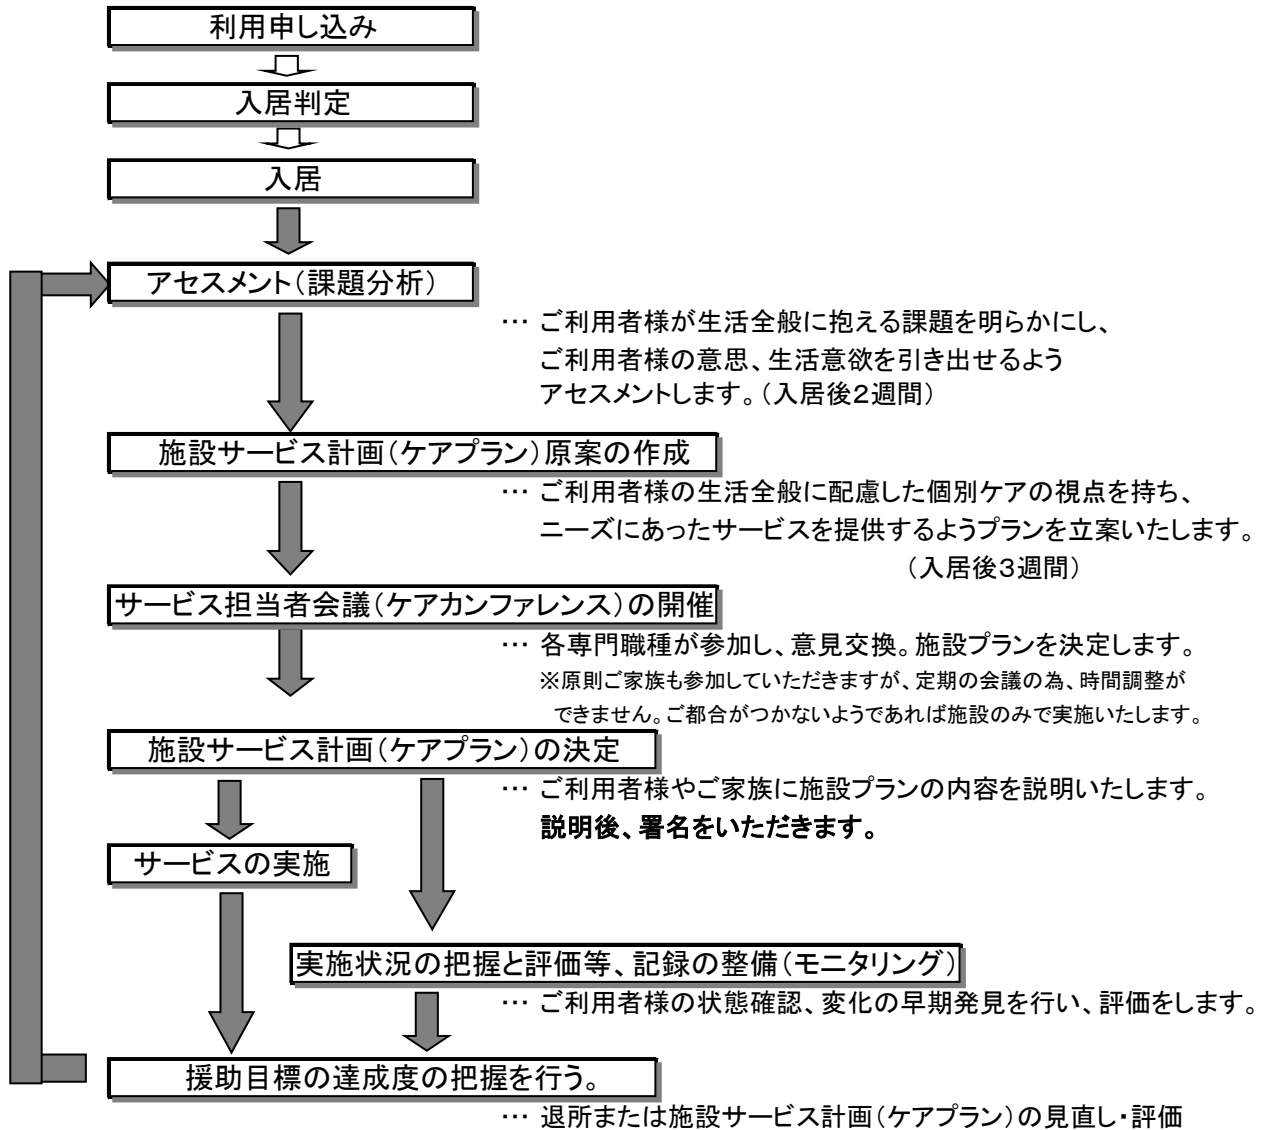 利用申し込み
入居判定
入居
アセスメント（課題分析）
… ご利用者様が生活全般に抱える課題を明らかにし、
ご利用者様の意思、生活意欲を引き出せるよう
アセスメントします。（入居後２週間）
施設サービス計画（ケアプラン）原案の作成
… ご利用者様の生活全般に配慮した個別ケアの視点を持ち、
ニーズにあったサービスを提供するようプランを立案いたします。
（入居後３週間）
サービス担当者会議（ケアカンファレンス）の開催
… 各専門職種が参加し、意見交換。施設プランを決定します。
※原則ご家族も参加していただきますが、定期の会議の為、時間調整が
できません。ご都合がつかないようであれば施設のみで実施いたします。
施設サービス計画（ケアプラン）の決定
… ご利用者様やご家族に施設プランの内容を説明いたします。
説明後、署名をいただきます。
サービスの実施
実施状況の把握と評価等、記録の整備（モニタリング）
… ご利用者様の状態確認、変化の早期発見を行い、評価をします。
援助目標の達成度の把握を行う。
… 退所または施設サービス計画（ケアプラン）の見直し・評価